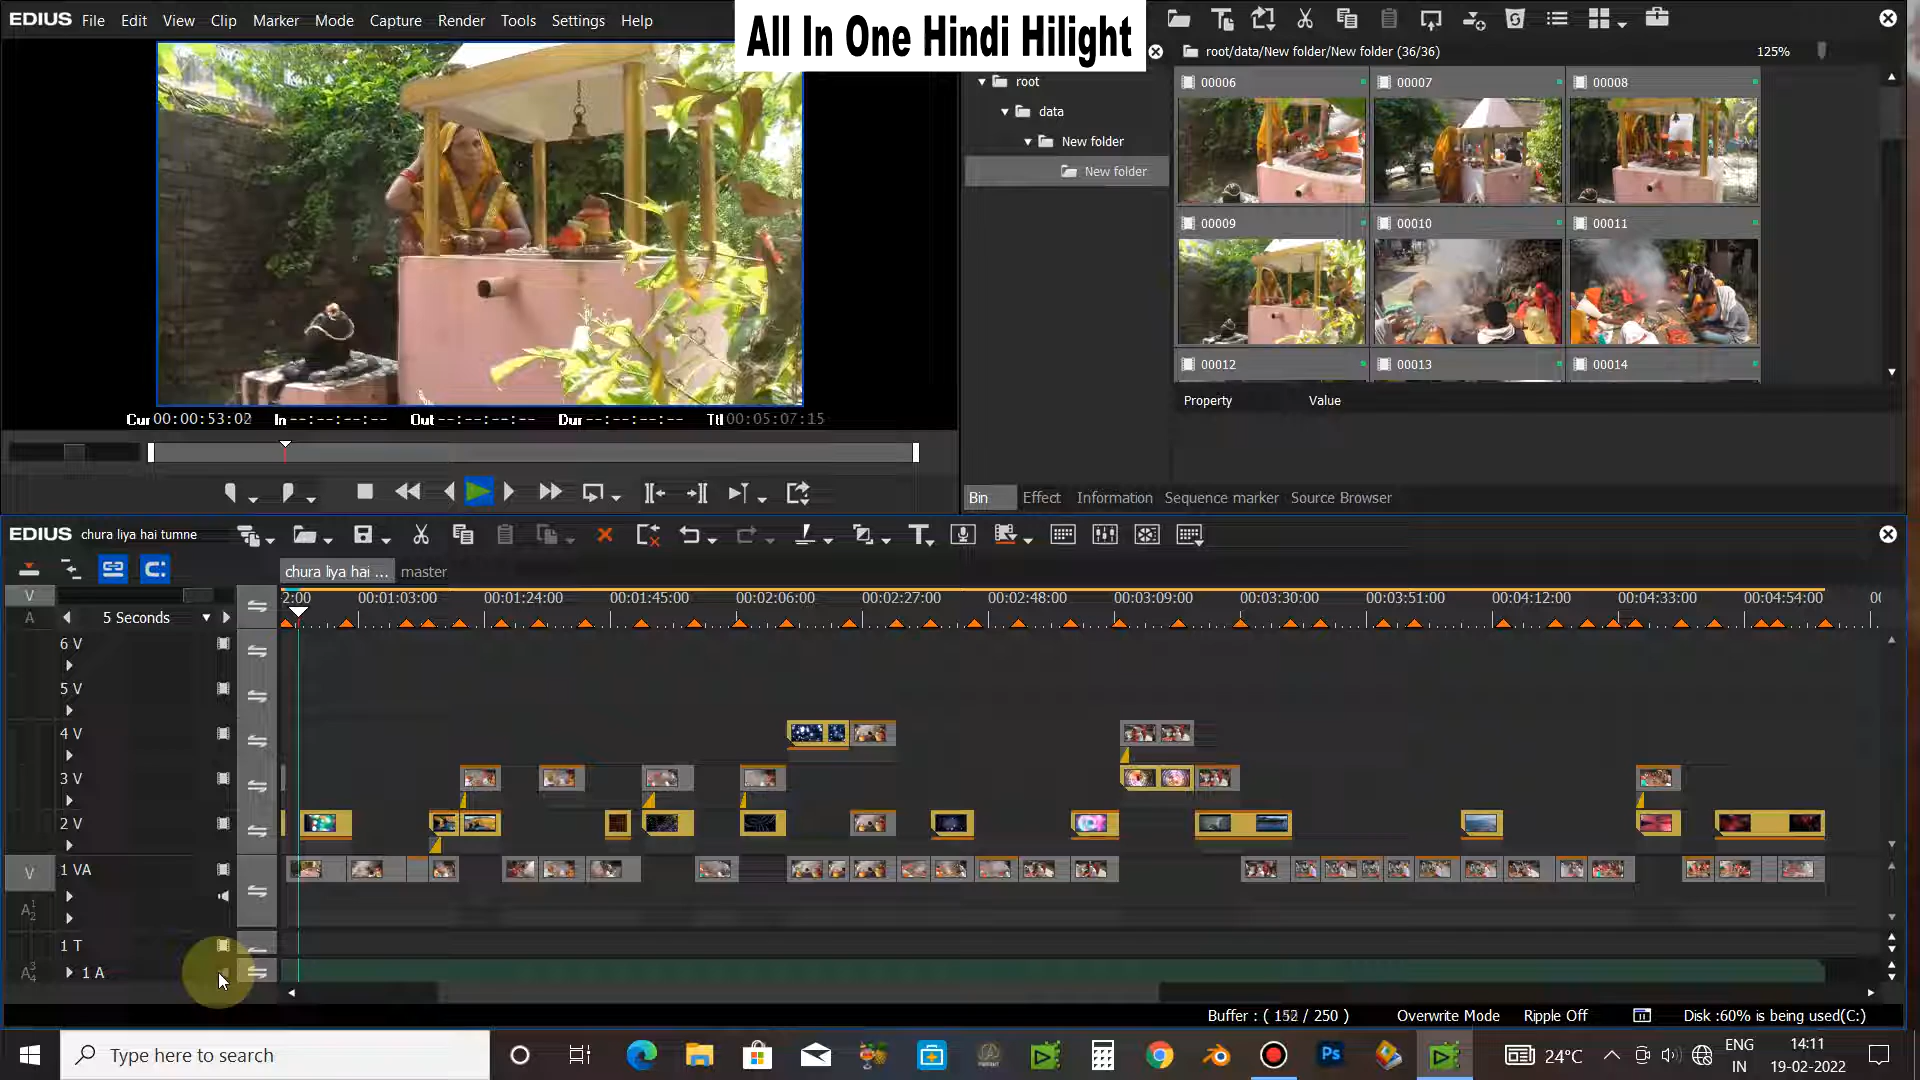 EDIUS File Edit View Clip Marker Mode Capture Render Tools Settings Help
All In One Hindi Hilight
root/data/New folder/New folder (36/36) 125%
root
data
New folder
New folder
00006 00007 00008
00009 00010 00011
00012 00013 00014
Cur 00:00:53:02 In --:--:--:-- Out --:--:--:-- Dur --:--:--:-- Ttl 00:05:07:15
Property Value
Bin Effect Information Sequence marker Source Browser
EDIUS chura liya hai tumne
chura liya hai ... master
V 2:00 00:01:03:00 00:01:24:00 00:01:45:00 00:02:06:00 00:02:27:00 00:02:48:00 00:03:09:00 00:03:30:00 00:03:51:00 00:04:12:00 00:04:33:00 00:04:54:00
A 5 Seconds
6 V
5 V
4 V
3 V
2 V
V 1 VA
A 1 2
1 T
A 3 4 1 A
Buffer : ( 152 / 250 ) Overwrite Mode Ripple Off Disk :60% is being used(C:)
Type here to search
Ps
24°C
ENG
IN
14:11
19-02-2022